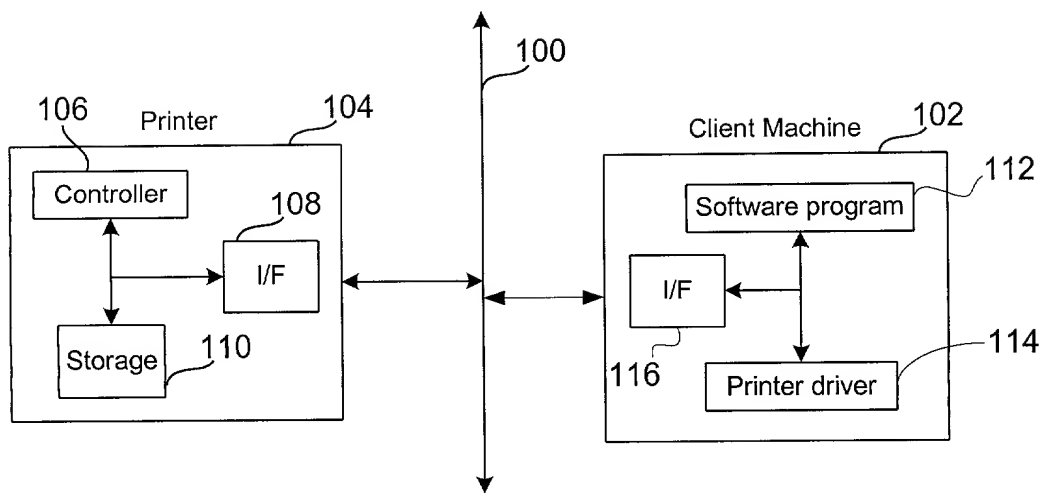 100
106
Printer
104
Client Machine
102
Controller
108
I/F
Storage
110
112
Software program
I/F
116
114
Printer driver